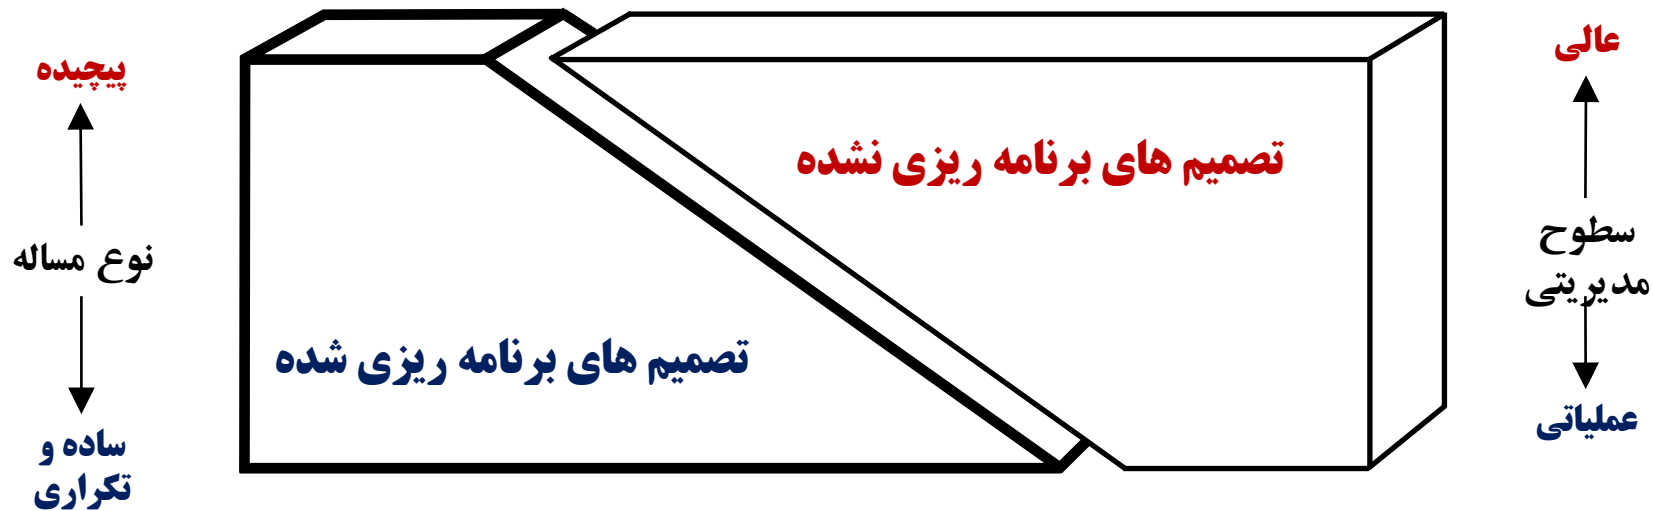 عالی
پیچیده
تصمیم های برنامه ریزی نشده
سطوح
مدیریتی
نوع مساله
تصمیم های برنامه ریزی شده
عملیاتی
ساده و
تکراری